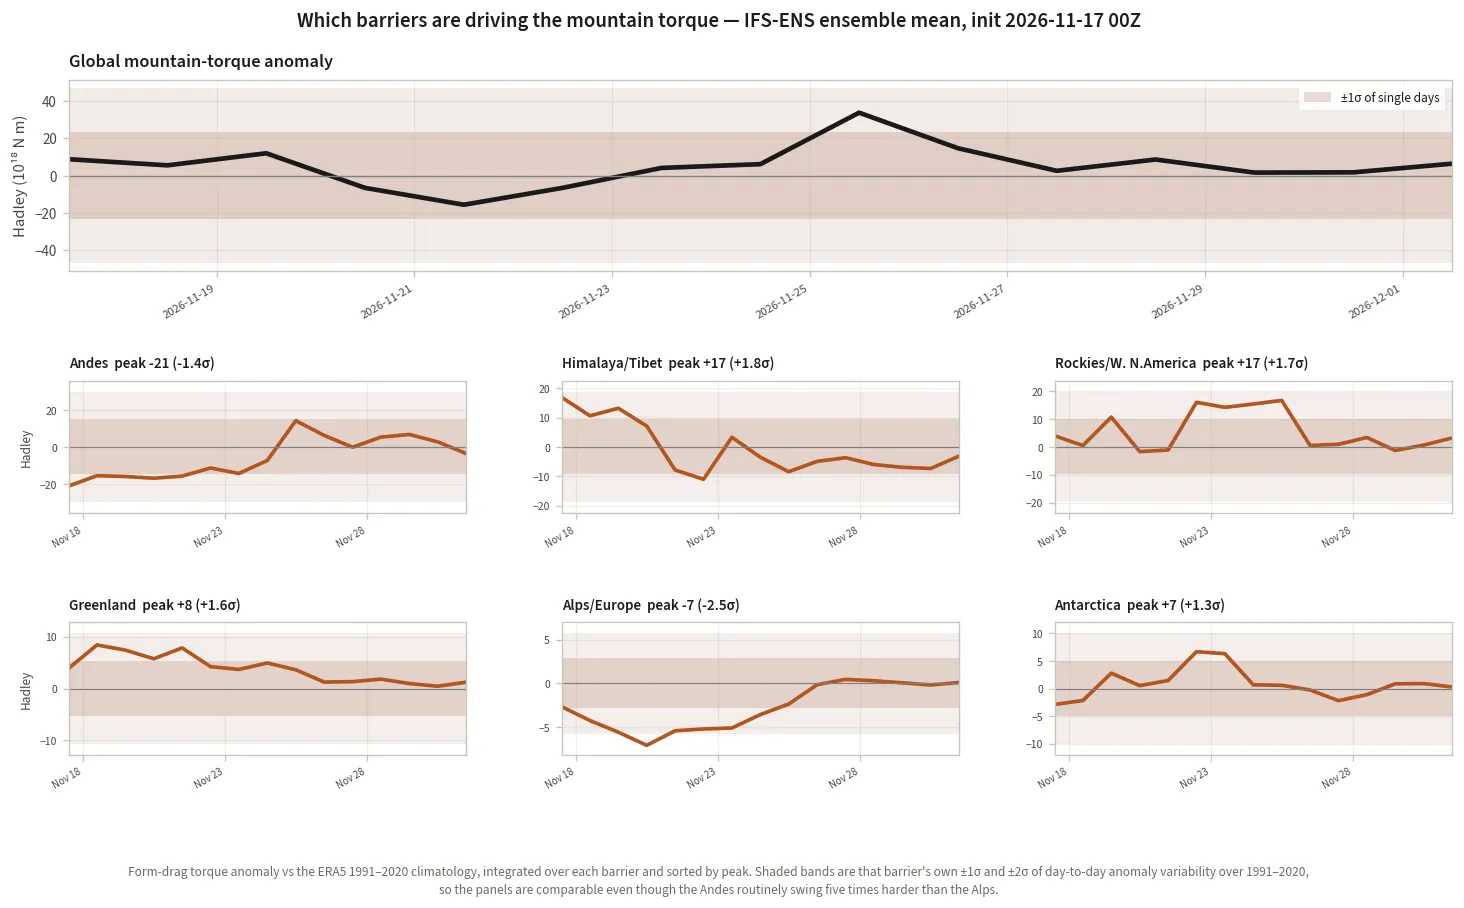 Which barriers are driving the mountain torque — IFS-ENS ensemble mean, init 2026-11-17 00Z
Global mountain-torque anomaly
Hadley (10¹⁸ N m)
40
20
0
−20
−40
±1σ of single days
2026-11-19
2026-11-21
2026-11-23
2026-11-25
2026-11-27
2026-11-29
2026-12-01
Andes peak -21 (-1.4σ)
Hadley
20
0
−20
Nov 18
Nov 23
Nov 28
Himalaya/Tibet peak +17 (+1.8σ)
20
10
0
−10
−20
Nov 18
Nov 23
Nov 28
Rockies/W. N.America peak +17 (+1.7σ)
20
10
0
−10
−20
Nov 18
Nov 23
Nov 28
Greenland peak +8 (+1.6σ)
Hadley
10
0
−10
Nov 18
Nov 23
Nov 28
Alps/Europe peak -7 (-2.5σ)
5
0
−5
Nov 18
Nov 23
Nov 28
Antarctica peak +7 (+1.3σ)
10
5
0
−5
−10
Nov 18
Nov 23
Nov 28
Form-drag torque anomaly vs the ERA5 1991–2020 climatology, integrated over each barrier and sorted by peak. Shaded bands are that barrier's own ±1σ and ±2σ of day-to-day anomaly variability over 1991–2020,
so the panels are comparable even though the Andes routinely swing five times harder than the Alps.